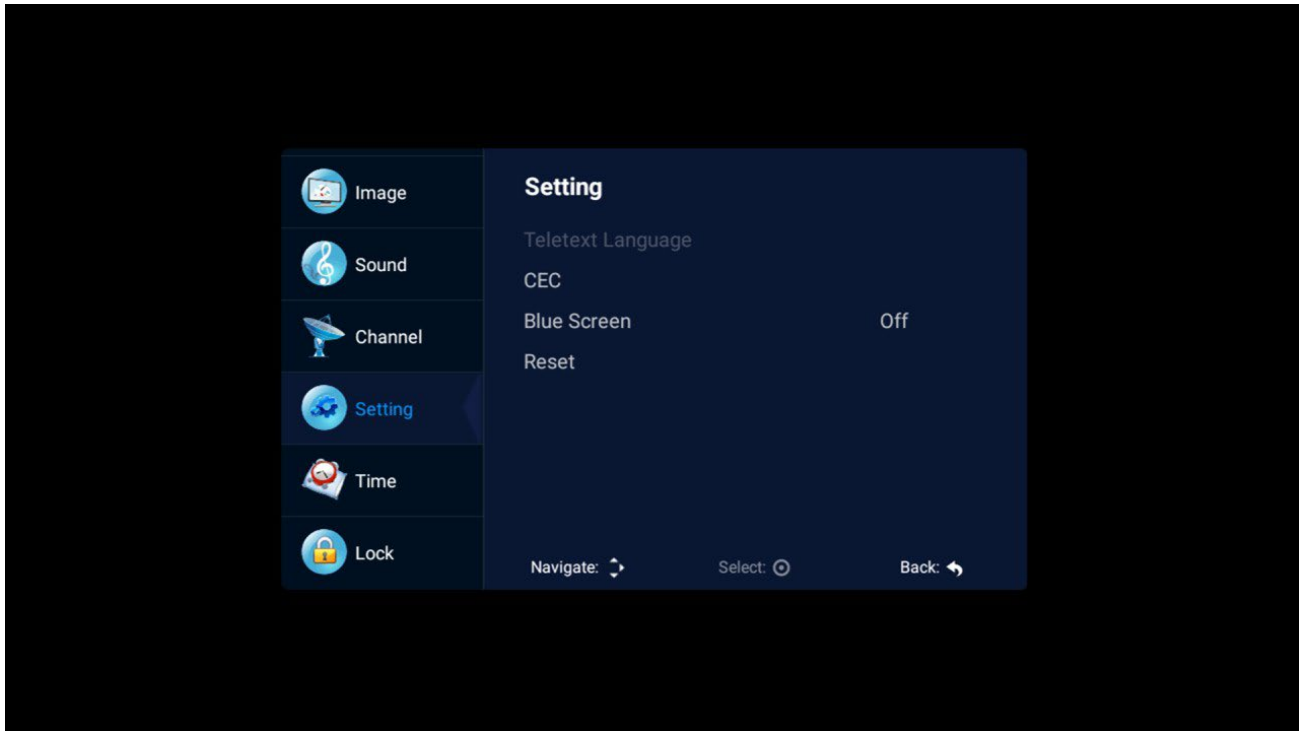 Image
Sound
Channel
Setting
Time
Lock
Setting
Teletext Language
CEC
Blue Screen Off
Reset
Navigate: Select: Back: